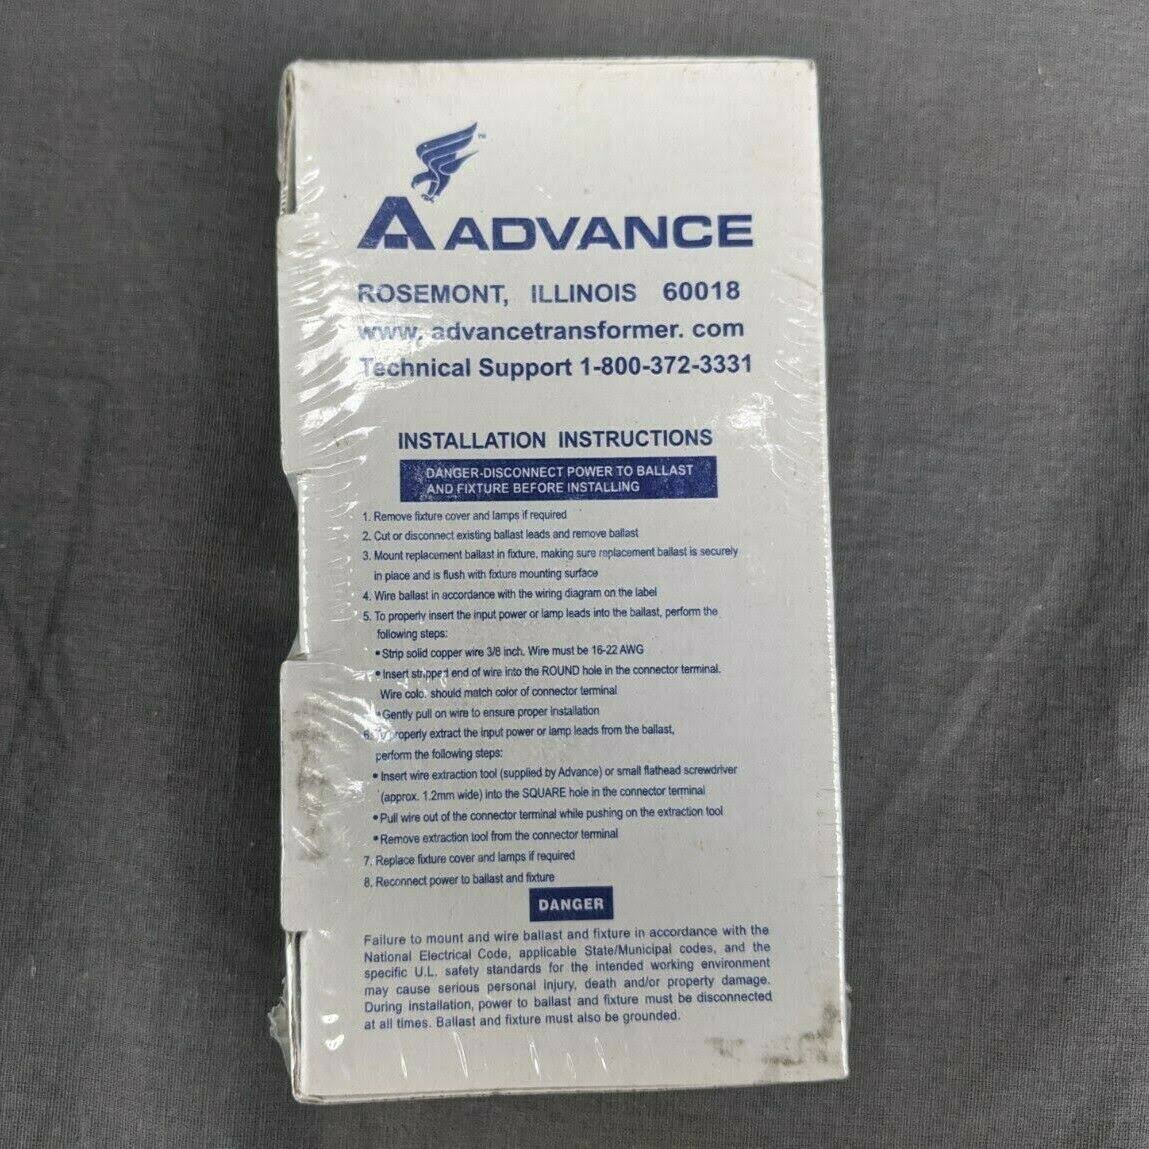 ™
A ADVANCE
ROSEMONT, ILLINOIS 60018
www. advancetransformer. com
Technical Support 1-800-372-3331
INSTALLATION INSTRUCTIONS
DANGER-DISCONNECT POWER TO BALLAST
AND FIXTURE BEFORE INSTALLING
1. Remove fixture cover and lamps if required
2. Cut or disconnect existing ballast leads and remove ballast
3. Mount replacement ballast in fixture, making sure replacement ballast is securely
in place and is flush with fixture mounting surface
4. Wire ballast in accordance with the wiring diagram on the label
5. To properly insert the input power or lamp leads into the ballast, perform the
following steps:
• Strip solid copper wire 3/8 inch. Wire must be 16-22 AWG
• Insert stripped end of wire into the ROUND hole in the connector terminal.
Wire color should match color of connector terminal
• Gently pull on wire to ensure proper installation
6. To properly extract the input power or lamp leads from the ballast,
perform the following steps:
• Insert wire extraction tool (supplied by Advance) or small flathead screwdriver
(approx. 1.2mm wide) into the SQUARE hole in the connector terminal
• Pull wire out of the connector terminal while pushing on the extraction tool
• Remove extraction tool from the connector terminal
7. Replace fixture cover and lamps if required
8. Reconnect power to ballast and fixture
DANGER
Failure to mount and wire ballast and fixture in accordance with the
National Electrical Code, applicable State/Municipal codes, and the
specific U.L. safety standards for the intended working environment
may cause serious personal injury, death and/or property damage.
During installation, power to ballast and fixture must be disconnected
at all times. Ballast and fixture must also be grounded.